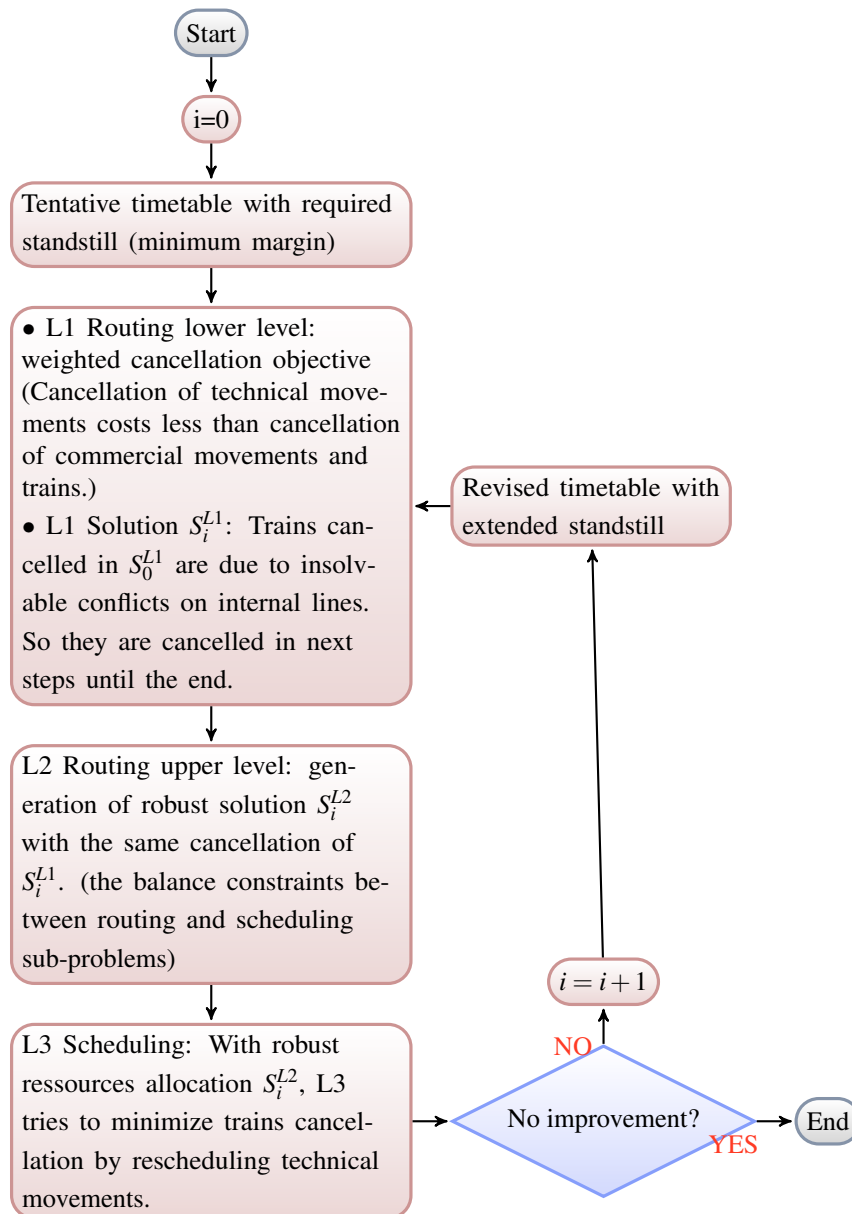 Start
i=0
Tentative timetable with required
standstill (minimum margin)
• L1 Routing lower level:
weighted cancellation objective
(Cancellation of technical move-
ments costs less than cancellation
of commercial movements and
trains.)
• L1 Solution $S_i^{L1}$: Trains can-
celled in $S_0^{L1}$ are due to insolv-
able conflicts on internal lines.
So they are cancelled in next
steps until the end.
Revised timetable with
extended standstill
L2 Routing upper level: gen-
eration of robust solution $S_i^{L2}$
with the same cancellation of
$S_i^{L1}$. (the balance constraints be-
tween routing and scheduling
sub-problems)
i = i + 1
L3 Scheduling: With robust
ressources allocation $S_i^{L2}$, L3
tries to minimize trains cancel-
lation by rescheduling technical
movements.
NO
No improvement?
YES
End